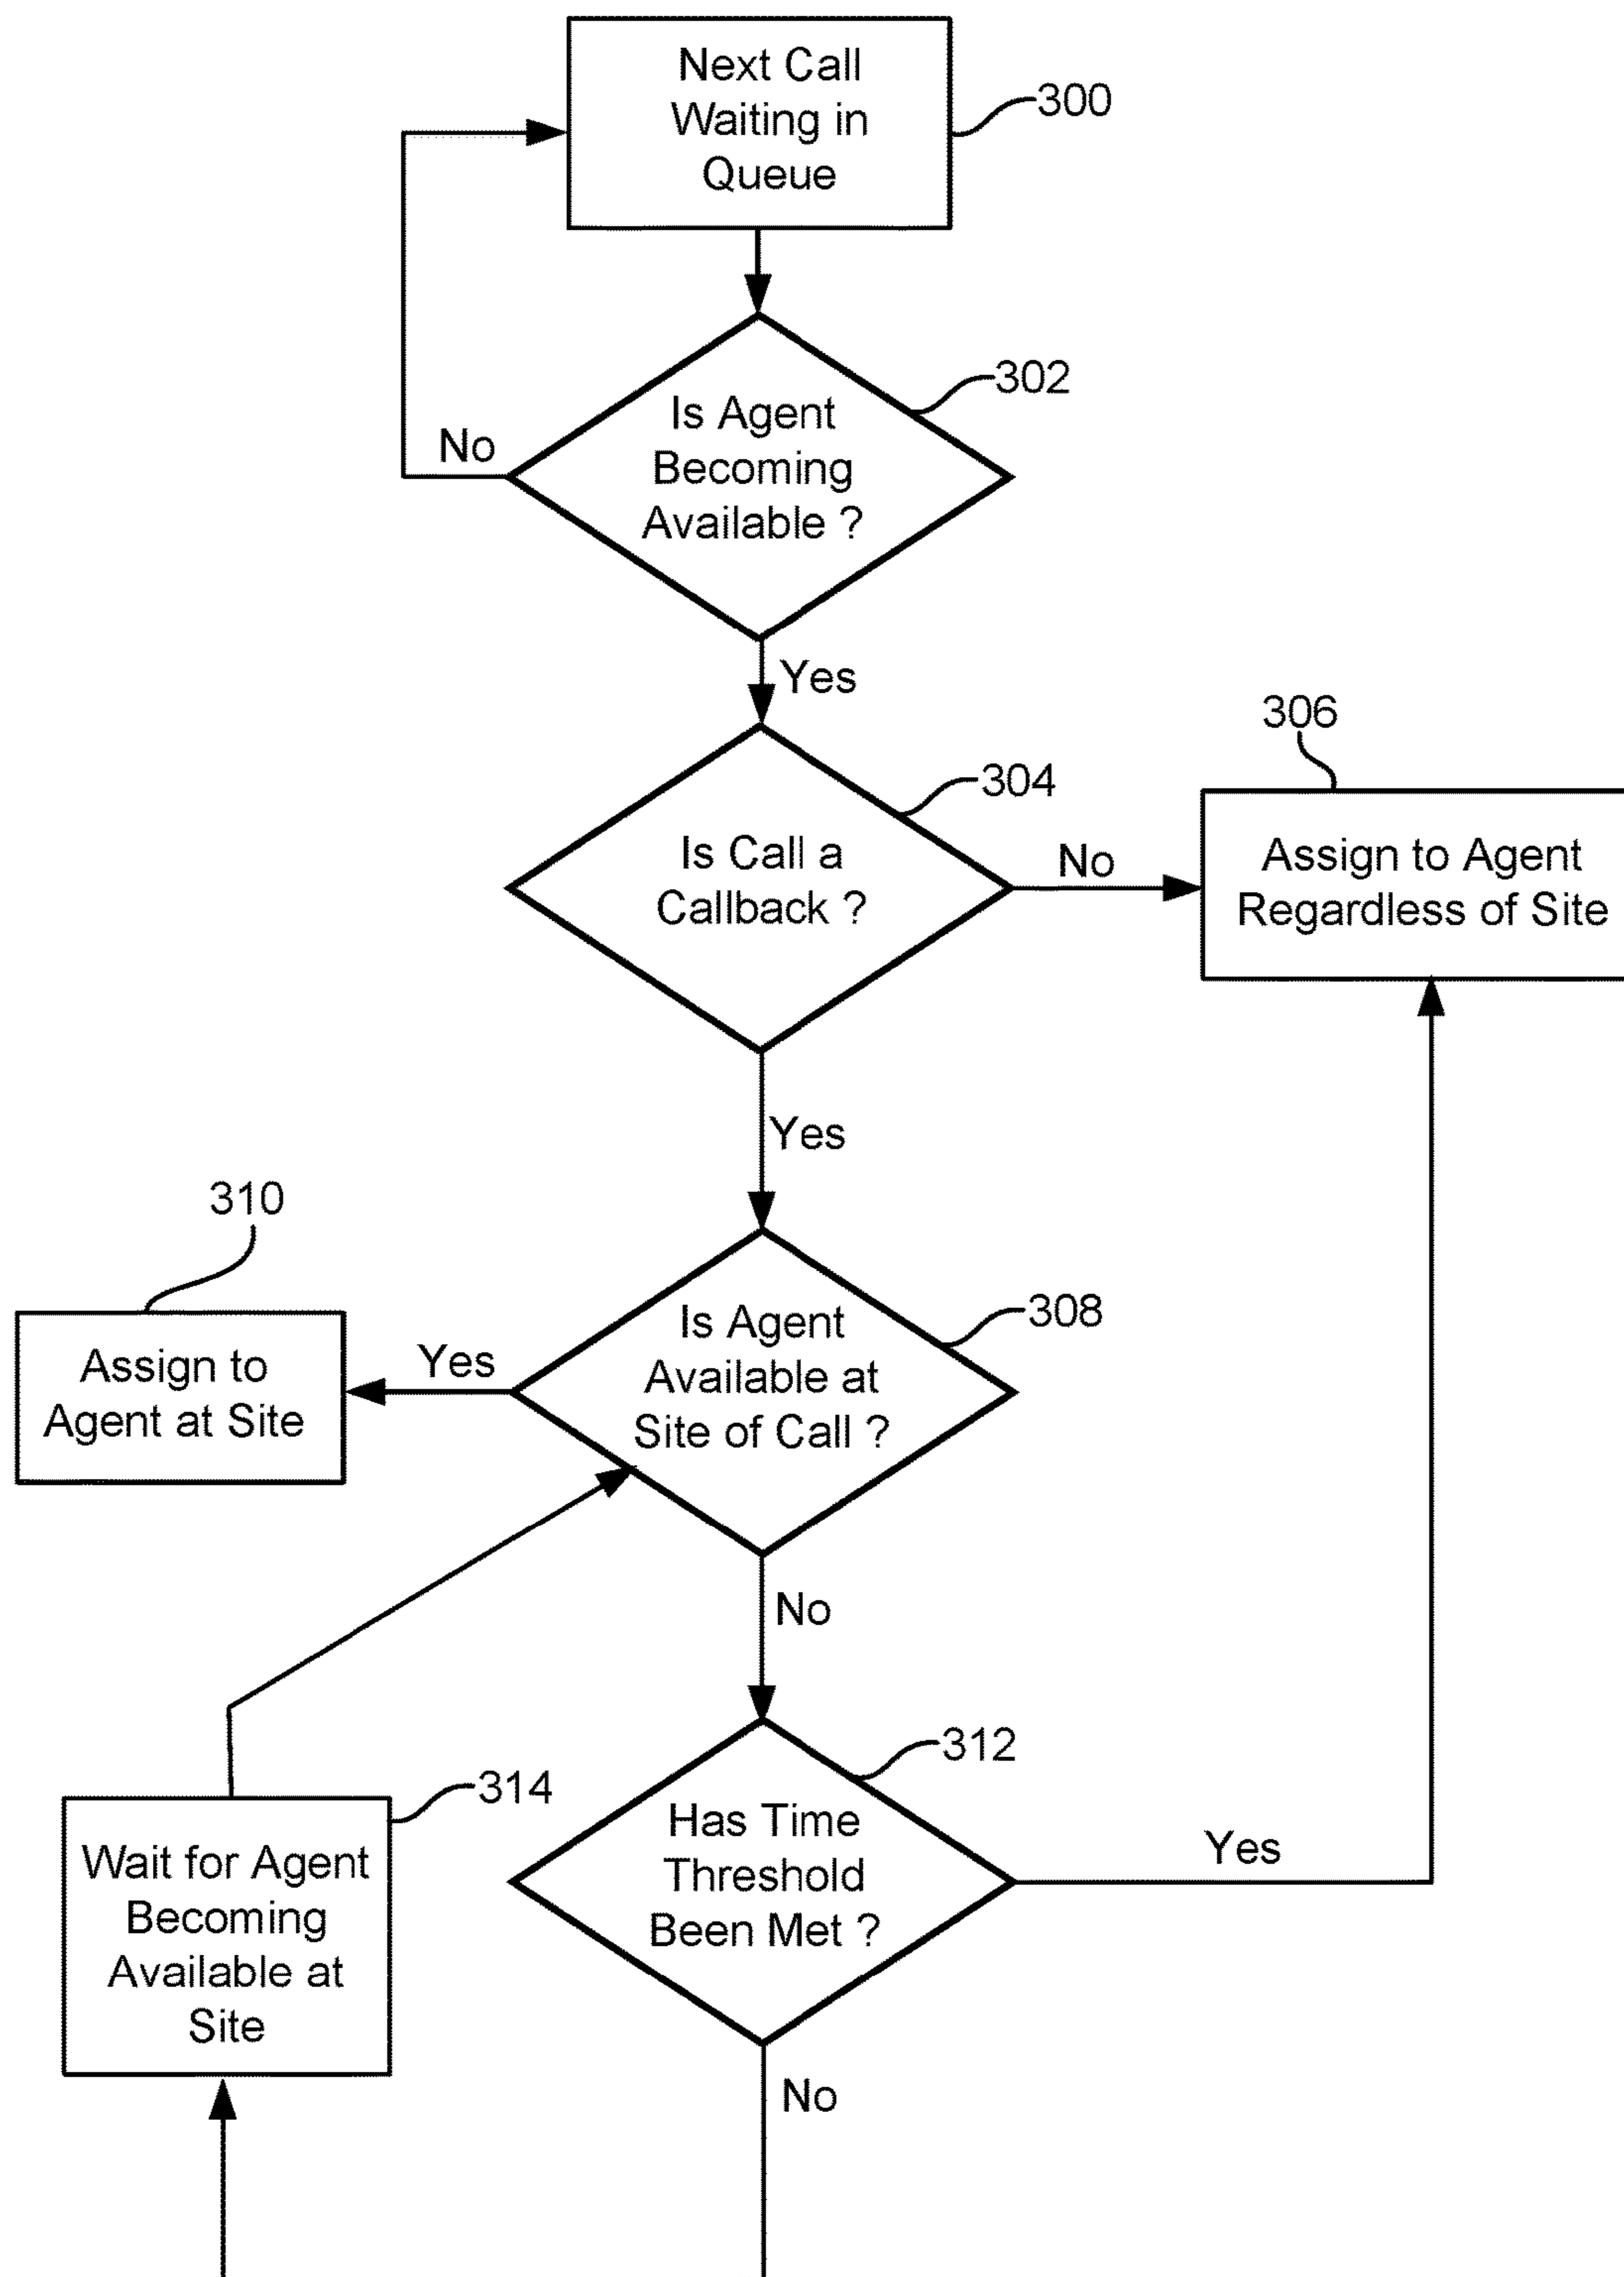 Next Call
Waiting in
Queue
300
302
Is Agent
Becoming
Available ?
No
Yes
304
306
Is Call a
Callback ?
No
Assign to Agent
Regardless of Site
Yes
310
308
Is Agent
Available at
Site of Call ?
Yes
Assign to
Agent at Site
No
312
314
Has Time
Threshold
Been Met ?
Yes
Wait for Agent
Becoming
Available at
Site
No